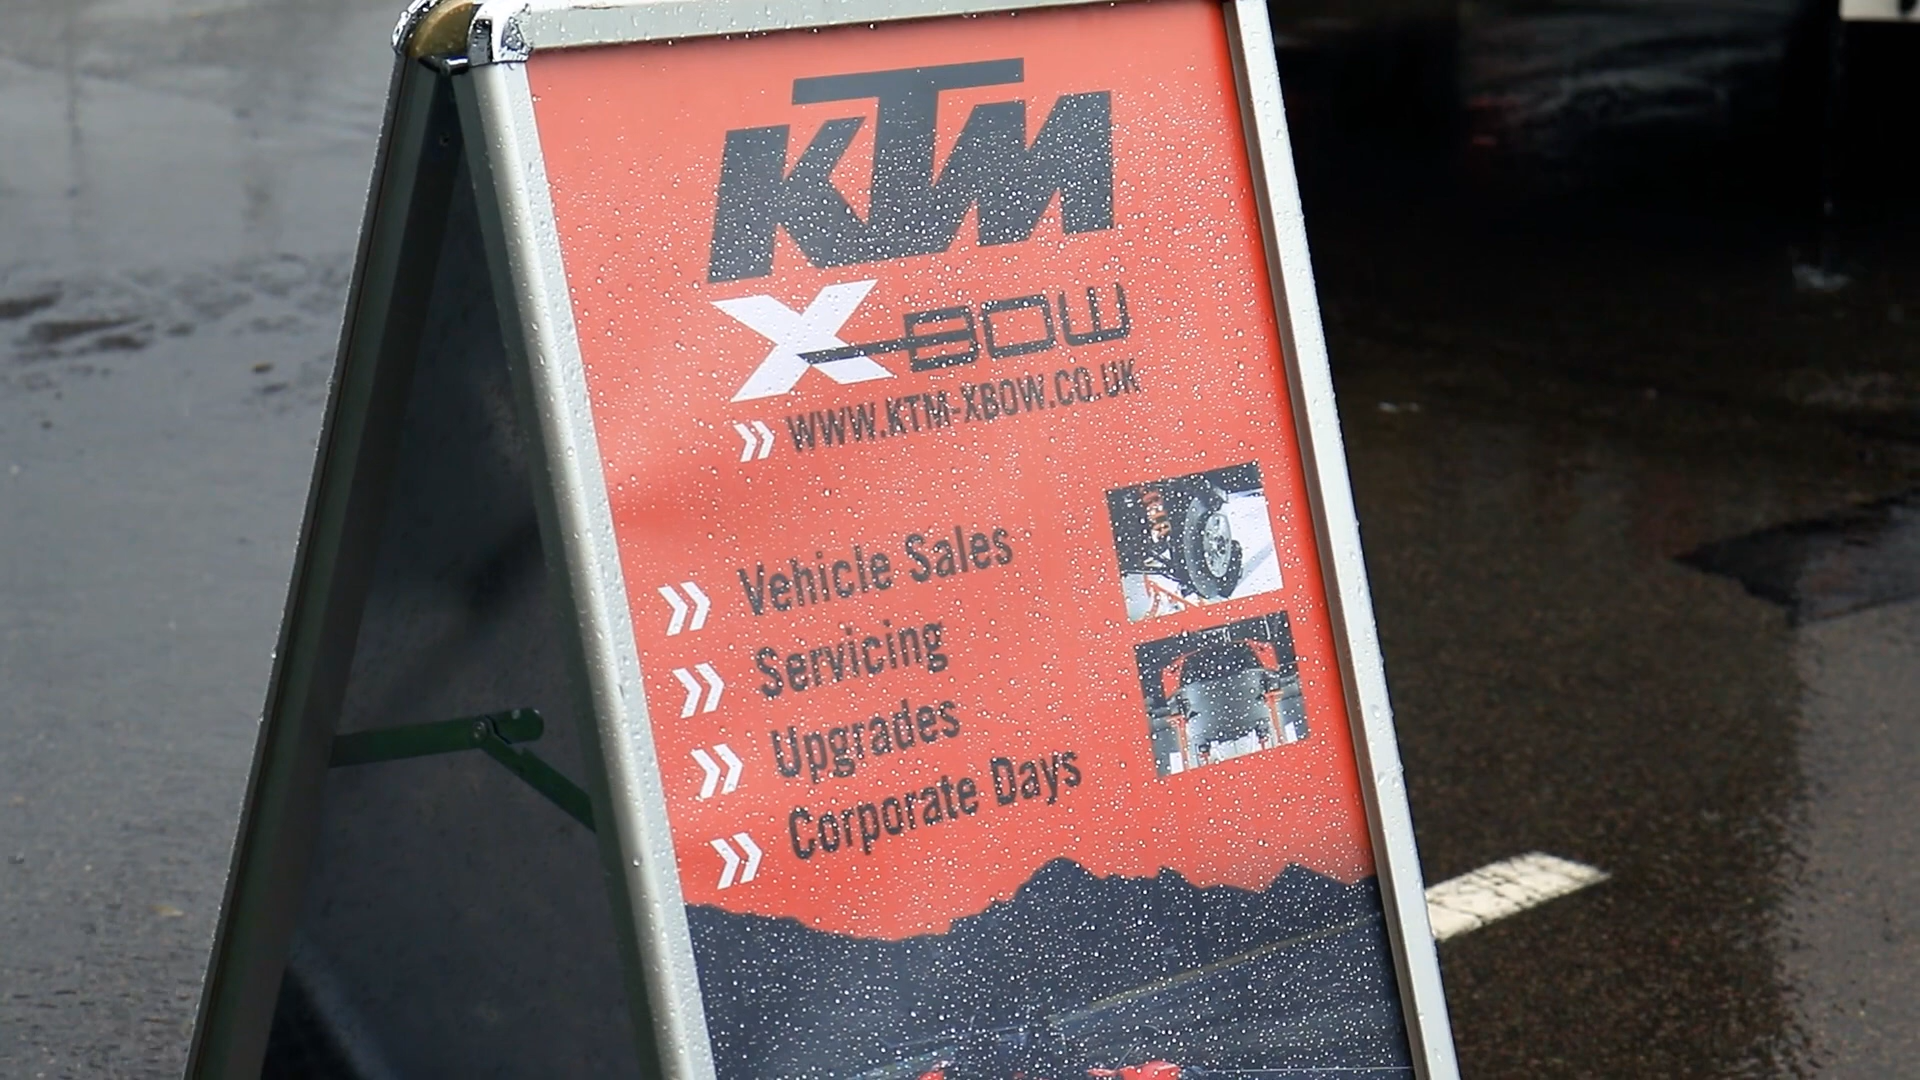 KTM
X-BOW
» WWW.KTM-XBOW.CO.UK
» Vehicle Sales
» Servicing
» Upgrades
» Corporate Days